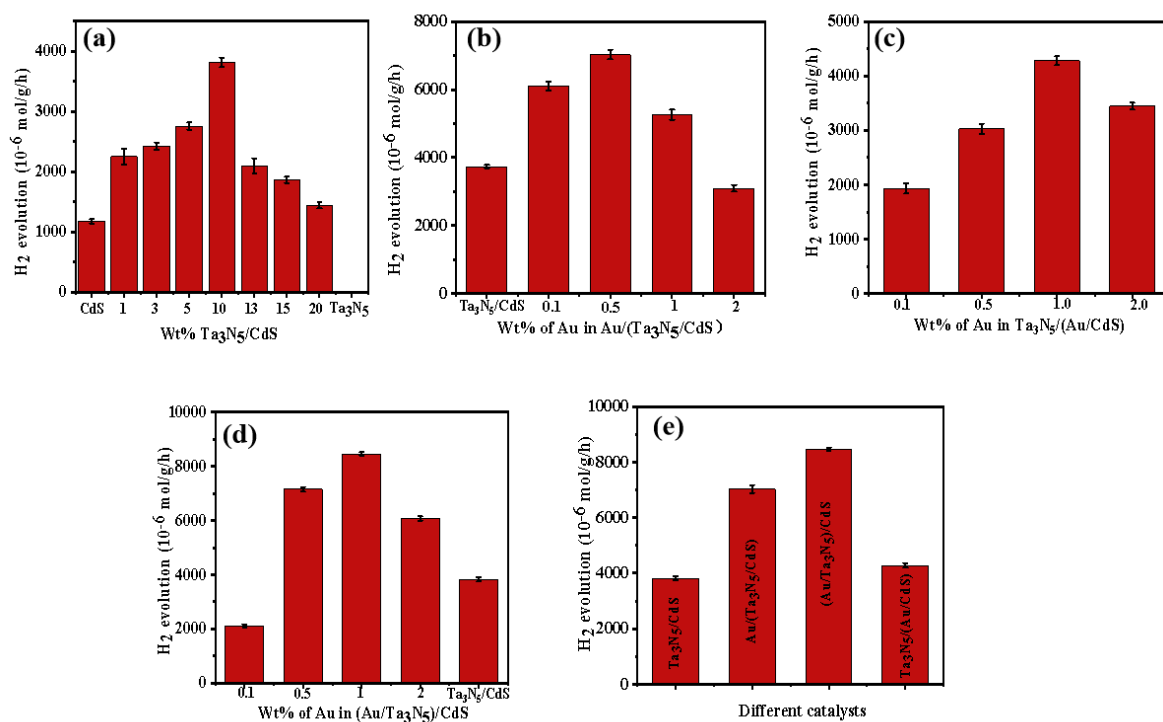 (a)
H2 evolution (10-6 mol/g/h)
4000
3000
2000
1000
0
CdS 1 3 5 10 13 15 20 Ta3N5
Wt% Ta3N5/CdS
(b)
H2 evolution (10-6 mol/g/h)
8000
6000
4000
2000
0
Ta3N5/CdS 0.1 0.5 1 2
Wt% of Au in Au/(Ta3N5/CdS)
(c)
H2 evolution (10-6 mol/g/h)
5000
4000
3000
2000
1000
0
0.1 0.5 1.0 2.0
Wt% of Au in Ta3N5/(Au/CdS)
(d)
H2 evolution (10-6 mol/g/h)
10000
8000
6000
4000
2000
0
0.1 0.5 1 2 Ta3N5/CdS
Wt% of Au in (Au/Ta3N5)/CdS
(e)
H2 evolution (10-6 mol/g/h)
10000
8000
6000
4000
2000
0
Ta3N5/CdS
Au/(Ta3N5/CdS)
(Au/Ta3N5)/CdS
Ta3N5/(Au/CdS)
Different catalysts